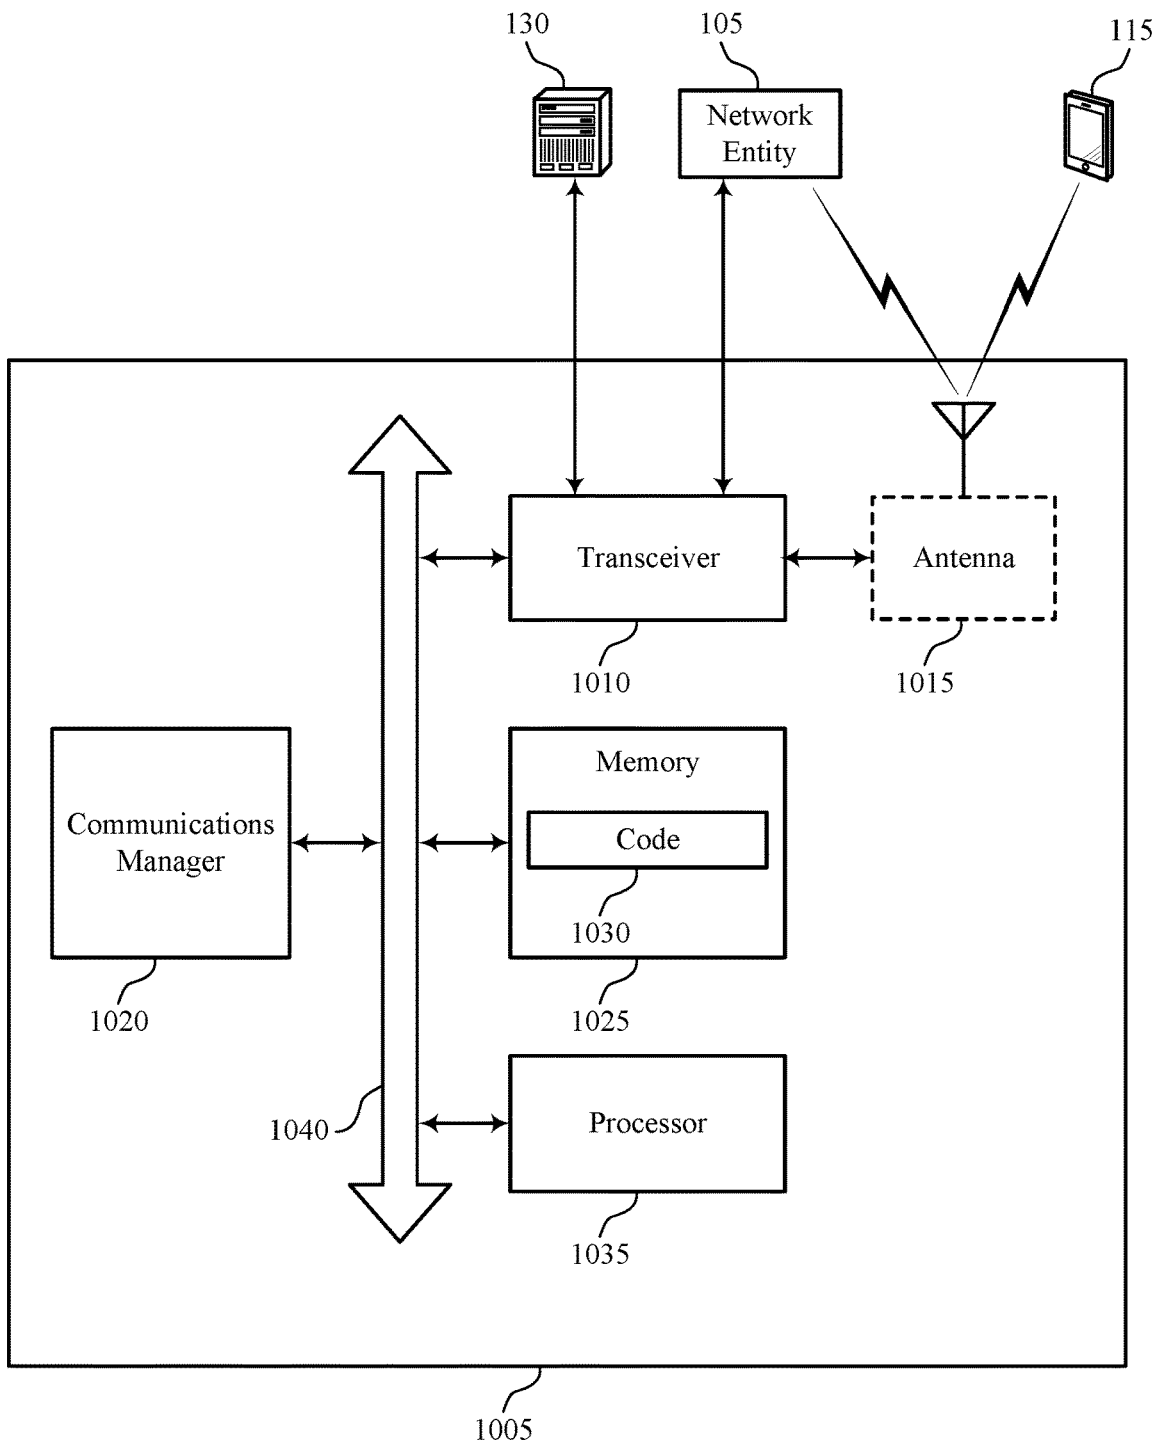 130
105
115
Network
Entity
Transceiver
Antenna
1010
1015
Memory
Communications
Manager
Code
1030
1020
1025
1040
Processor
1035
1005